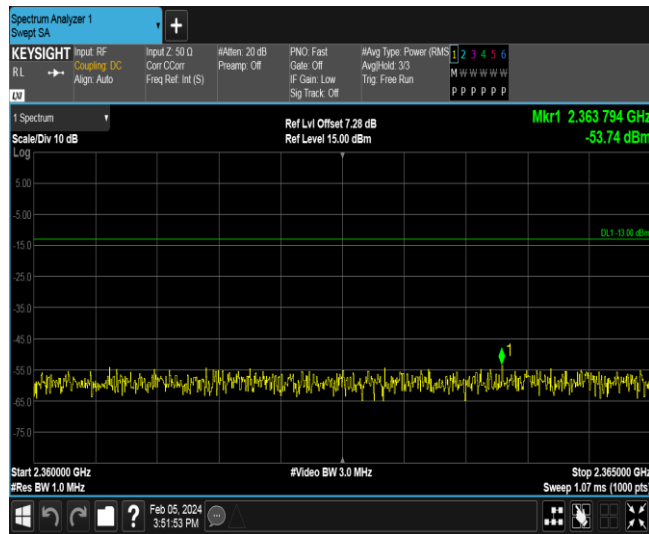 Spectrum Analyzer 1
Swept SA
+
KEYSIGHT
RL
LXI
Input: RF
Coupling: DC
Align: Auto
Input Z: 50 Ω
Corr CCorr
Freq Ref: Int (S)
#Atten: 20 dB
Preamp: Off
PNO: Fast
Gate: Off
IF Gain: Low
Sig Track: Off
#Avg Type: Power (RMS
Avg|Hold: 3/3
Trig: Free Run
1 2 3 4 5 6
M W W W W W
P P P P P P
1 Spectrum
Scale/Div 10 dB
Log
Ref Lvl Offset 7.28 dB
Ref Level 15.00 dBm
Mkr1 2.363 794 GHz
-53.74 dBm
5.00
-5.00
DL1 -13.00 dBm
-15.0
-25.0
-35.0
-45.0
1
-55.0
-65.0
-75.0
Start 2.360000 GHz
#Video BW 3.0 MHz
Stop 2.365000 GHz
#Res BW 1.0 MHz
Sweep 1.07 ms (1000 pts
?
Feb 05, 2024
3:51:53 PM